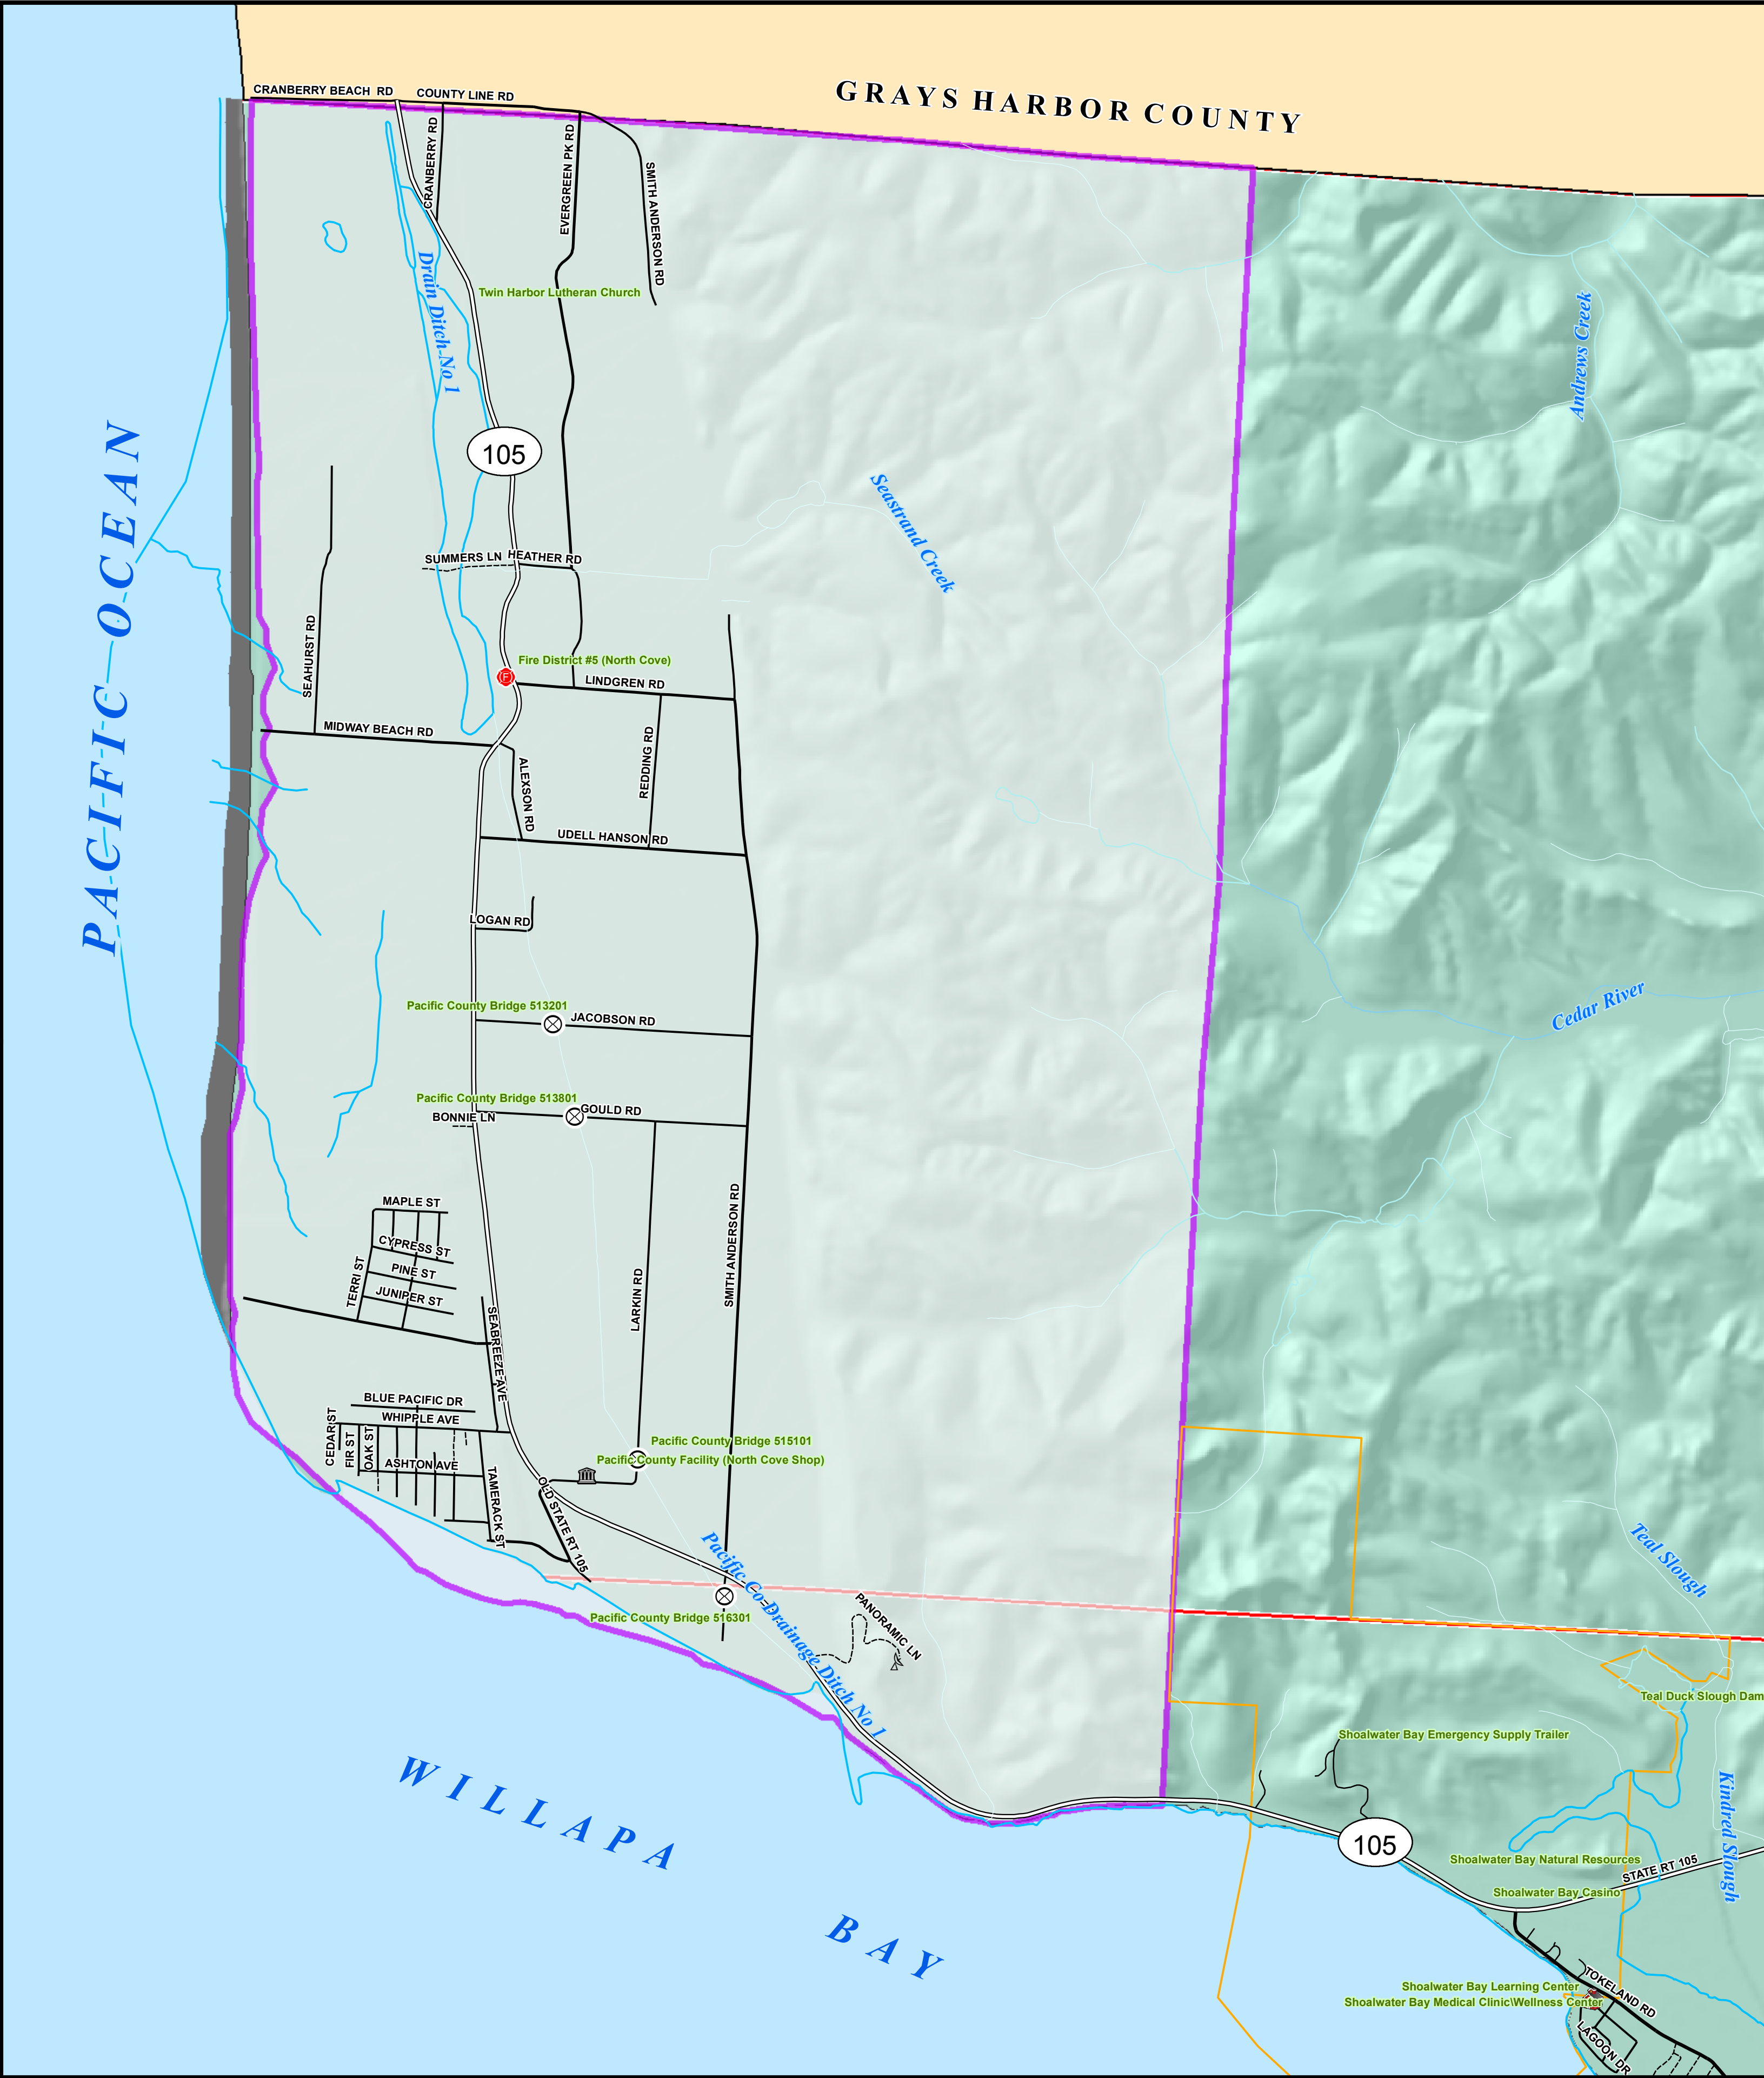 GRAYS HARBOR COUNTY
CRANBERRY BEACH RD
COUNTY LINE RD
CRANBERRY RD
EVERGREEN PK RD
SMITH ANDERSON RD
Drain Ditch No 1
Twin Harbor Lutheran Church
Andrews Creek
105
PACIFIC OCEAN
Seastrand Creek
SUMMERS LN
HEATHER RD
SEAHURST RD
Fire District #5 (North Cove)
F
LINDGREN RD
MIDWAY BEACH RD
ALEXSON RD
REDDING RD
UDELL HANSON RD
LOGAN RD
Cedar River
Pacific County Bridge 513201
JACOBSON RD
Pacific County Bridge 513801
GOULD RD
BONNIE LN
MAPLE ST
CYPRESS ST
PINE ST
JUNIPER ST
TERRI ST
SEABREEZE AVE
LARKIN RD
SMITH ANDERSON RD
BLUE PACIFIC DR
WHIPPLE AVE
CEDAR ST
FIR ST
OAK ST
ASHTON AVE
TAMERACK ST
Pacific County Bridge 515101
Pacific County Facility (North Cove Shop)
OLD STATE RT 105
Pacific Co Drainage Ditch No 1
Teal Slough
Pacific County Bridge 516301
PANORAMIC LN
Teal Duck Slough Dam
Shoalwater Bay Emergency Supply Trailer
Kindred Slough
WILLAPA
BAY
105
Shoalwater Bay Natural Resources
STATE RT 105
Shoalwater Bay Casino
Shoalwater Bay Learning Center
Shoalwater Bay Medical Clinic\Wellness Center
TOKELAND RD
LAGOON DR